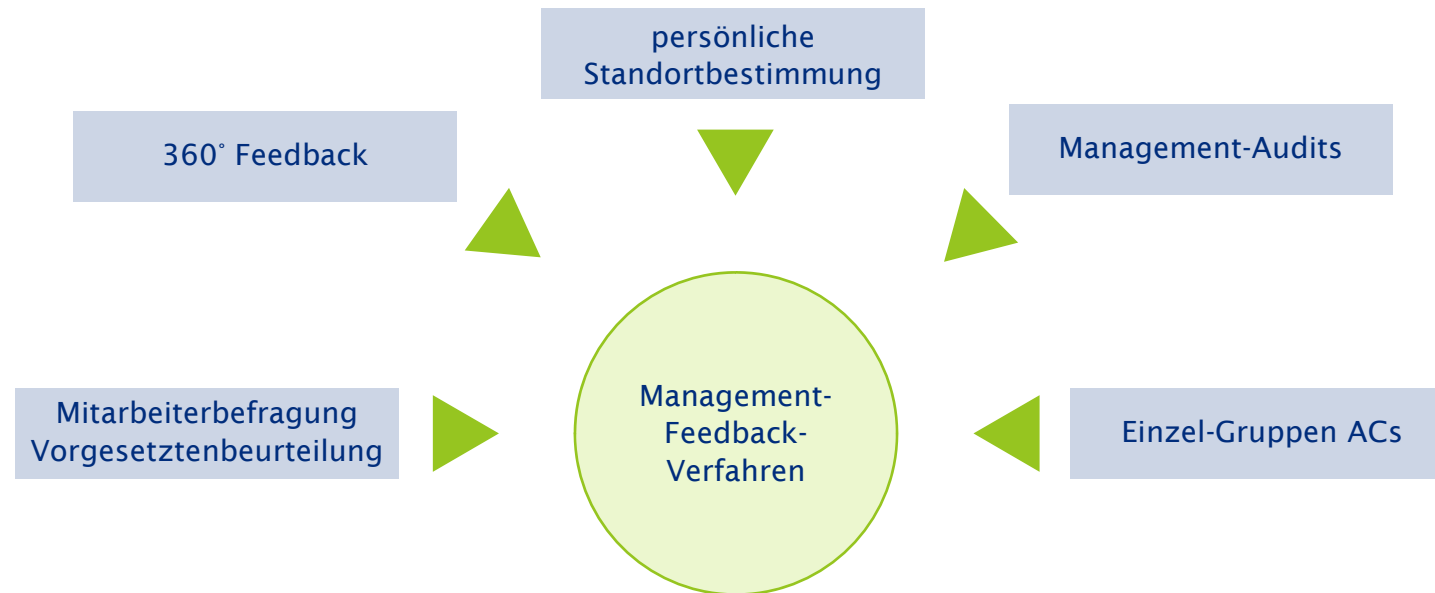 persönliche
Standortbestimmung
360° Feedback
Management-Audits
Mitarbeiterbefragung
Vorgesetztenbeurteilung
Management-
Feedback-
Verfahren
Einzel-Gruppen ACs